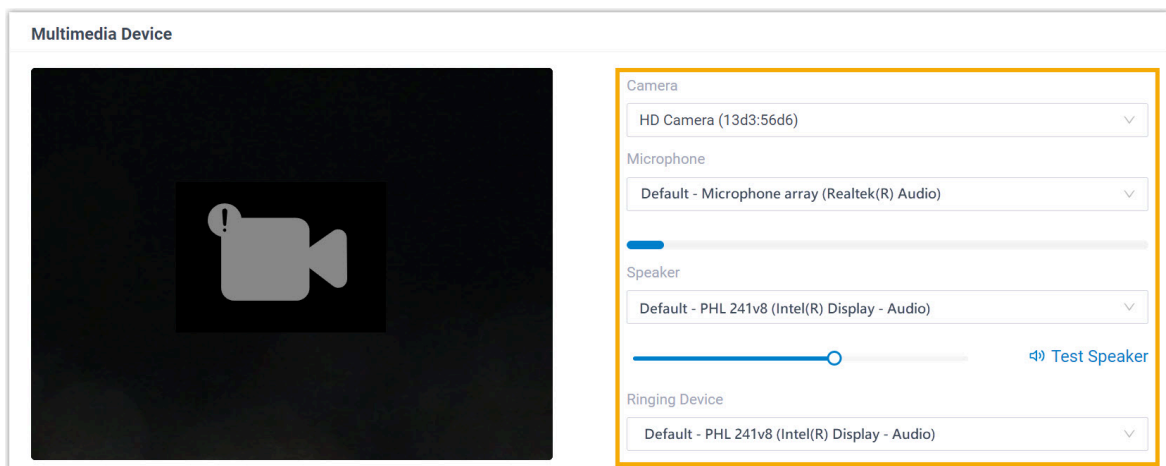 Multimedia Device
Camera
HD Camera (13d3:56d6)
Microphone
Default - Microphone array (Realtek(R) Audio)
Speaker
Default - PHL 241v8 (Intel(R) Display - Audio)
Test Speaker
Ringing Device
Default - PHL 241v8 (Intel(R) Display - Audio)